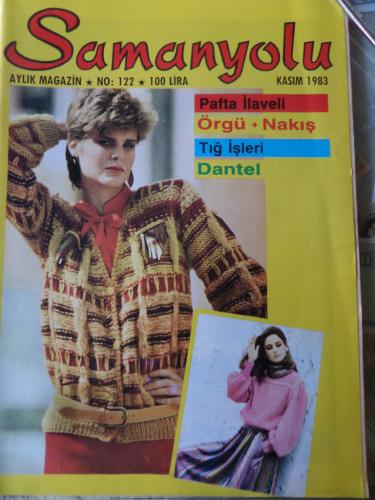 Samanyolu
AYLIK MAGAZİN ★ NO: 122 ★ 100 LİRA KASIM 1983
Pafta İlaveli
Örgü • Nakış
Tığ İşleri
Dantel